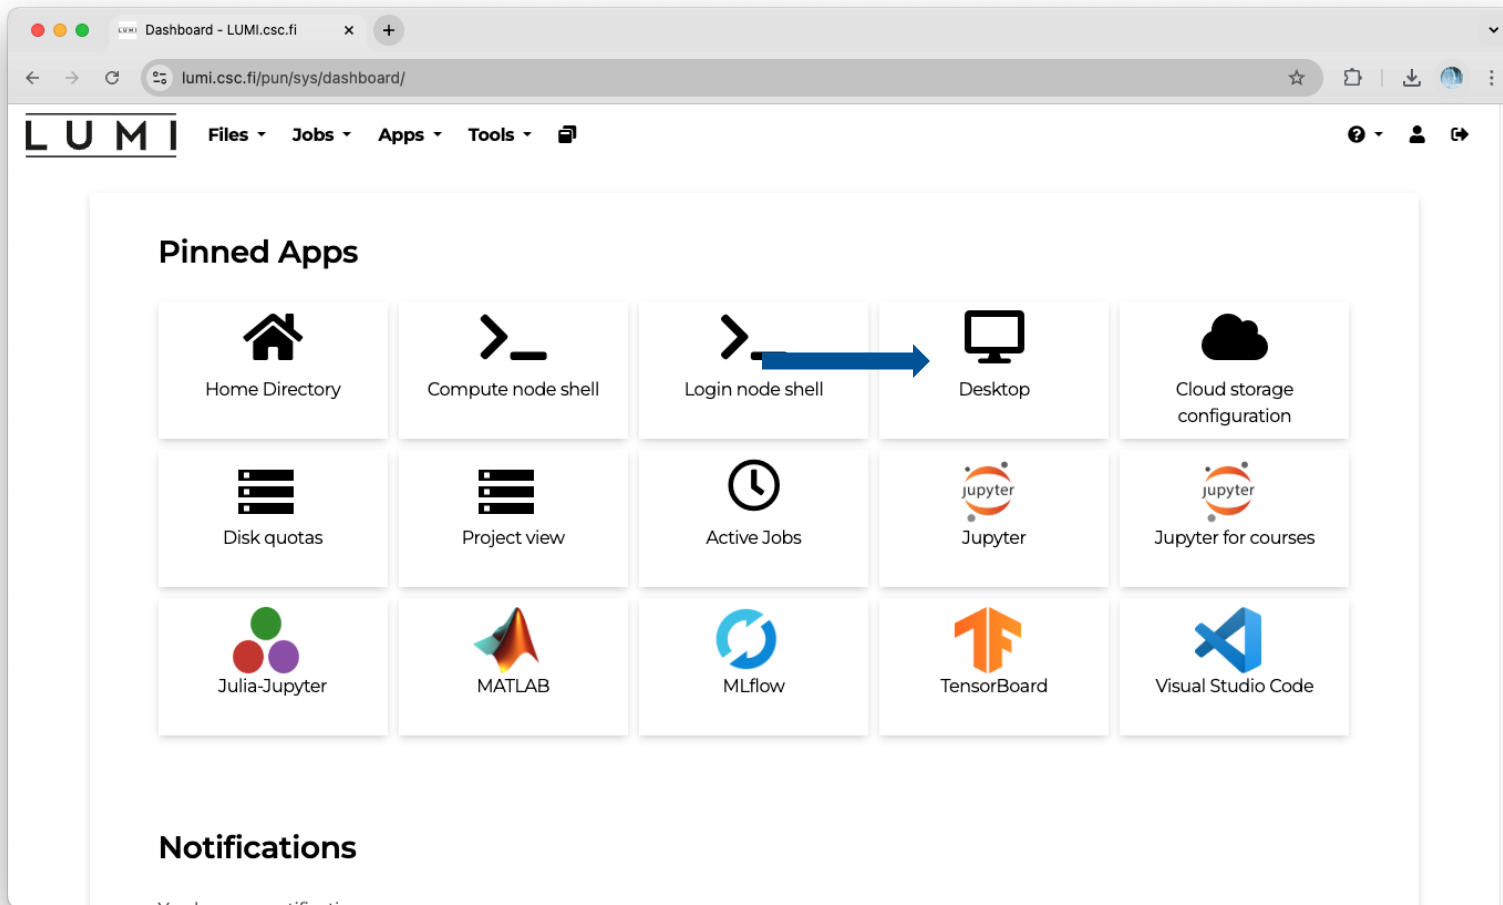 LUMI Dashboard - LUMI.csc.fi
lumi.csc.fi/pun/sys/dashboard/
LUMI Files Jobs Apps Tools
Pinned Apps
Home Directory
Compute node shell
Login node shell
Desktop
Cloud storage
configuration
Disk quotas
Project view
Active Jobs
jupyter
Jupyter
jupyter
Jupyter for courses
Julia-Jupyter
MATLAB
MLflow
TensorBoard
Visual Studio Code
Notifications